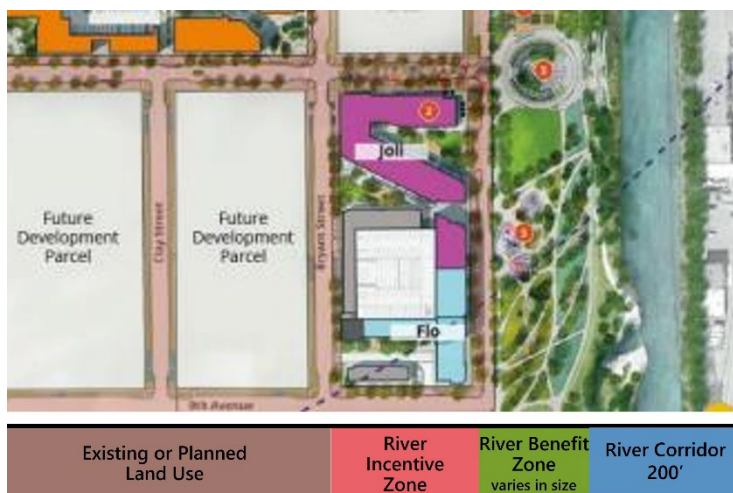 2
Joli
Future
Development
Parcel
Clay Street
Future
Development
Parcel
Bryant Street
Flo
9th Avenue
Existing or Planned
Land Use
River
Incentive
Zone
River Benefit
Zone
varies in size
River Corridor
200'